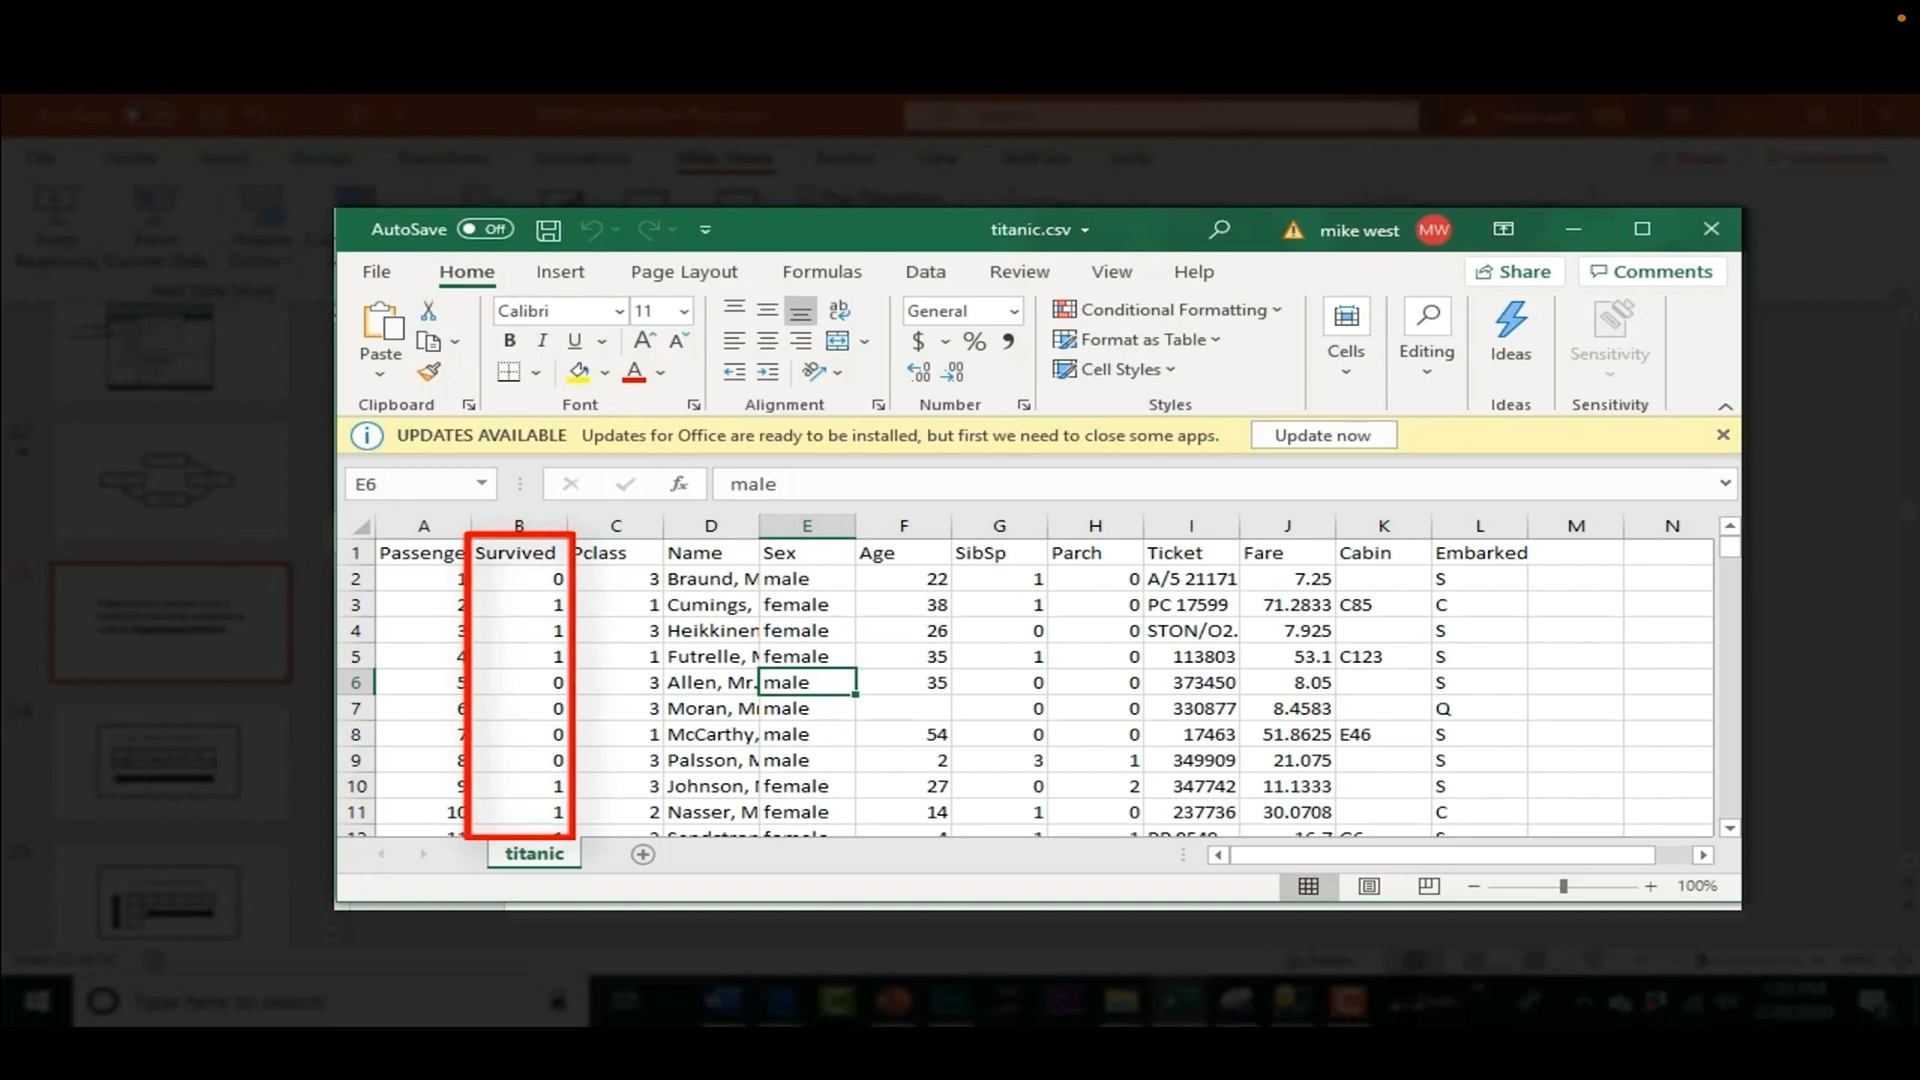 AutoSave Off titanic.csv mike west MW
File Home Insert Page Layout Formulas Data Review View Help Share Comments
Paste Calibri 11 General Conditional Formatting
B I U $ % Format as Table Cells Editing Ideas Sensitivity
Cell Styles
Clipboard Font Alignment Number Styles Ideas Sensitivity
UPDATES AVAILABLE Updates for Office are ready to be installed, but first we need to close some apps. Update now
E6 fx male
A B C D E F G H I J K L M N
1 Passenge Survived Pclass Name Sex Age SibSp Parch Ticket Fare Cabin Embarked
2 1 0 3 Braund, M male 22 1 0 A/5 21171 7.25 S
3 2 1 1 Cumings, female 38 1 0 PC 17599 71.2833 C85 C
4 3 1 3 Heikkinen female 26 0 0 STON/O2. 7.925 S
5 4 1 1 Futrelle, M female 35 1 0 113803 53.1 C123 S
6 5 0 3 Allen, Mr. male 35 0 0 373450 8.05 S
7 6 0 3 Moran, Mr male 0 0 330877 8.4583 Q
8 7 0 1 McCarthy, male 54 0 0 17463 51.8625 E46 S
9 8 0 3 Palsson, M male 2 3 1 349909 21.075 S
10 9 1 3 Johnson, female 27 0 2 347742 11.1333 S
11 10 1 2 Nasser, M female 14 1 0 237736 30.0708 C
titanic
100%
Type here to search